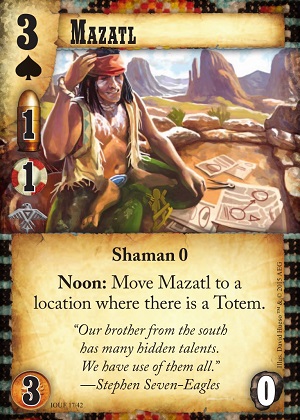 3
MAZATL
1
1
Shaman 0
Noon: Move Mazatl to a
location where there is a Totem.
“Our brother from the south
has many hidden talents.
We have use of them all.”
—Stephen Seven-Eagles
3
0